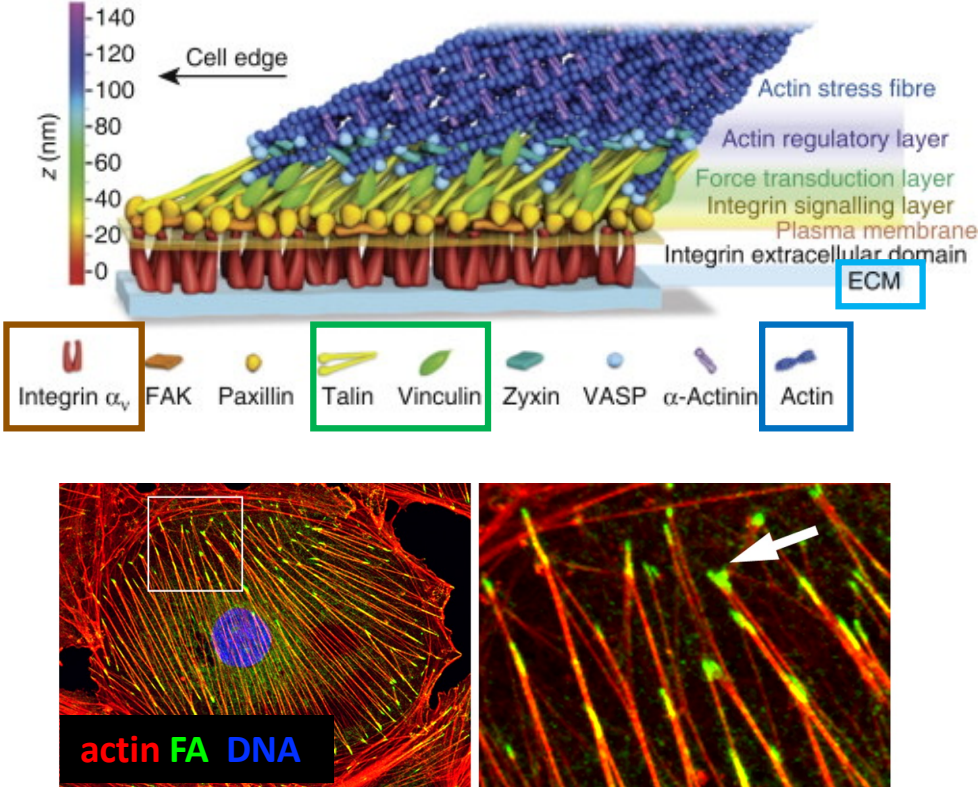 140
120
100
80
60
40
20
0
z (nm)
Cell edge
Actin stress fibre
Actin regulatory layer
Force transduction layer
Integrin signalling layer
Plasma membrane
Integrin extracellular domain
ECM
Integrin αv
FAK
Paxillin
Talin
Vinculin
Zyxin
VASP
α-Actinin
Actin
actin FA DNA